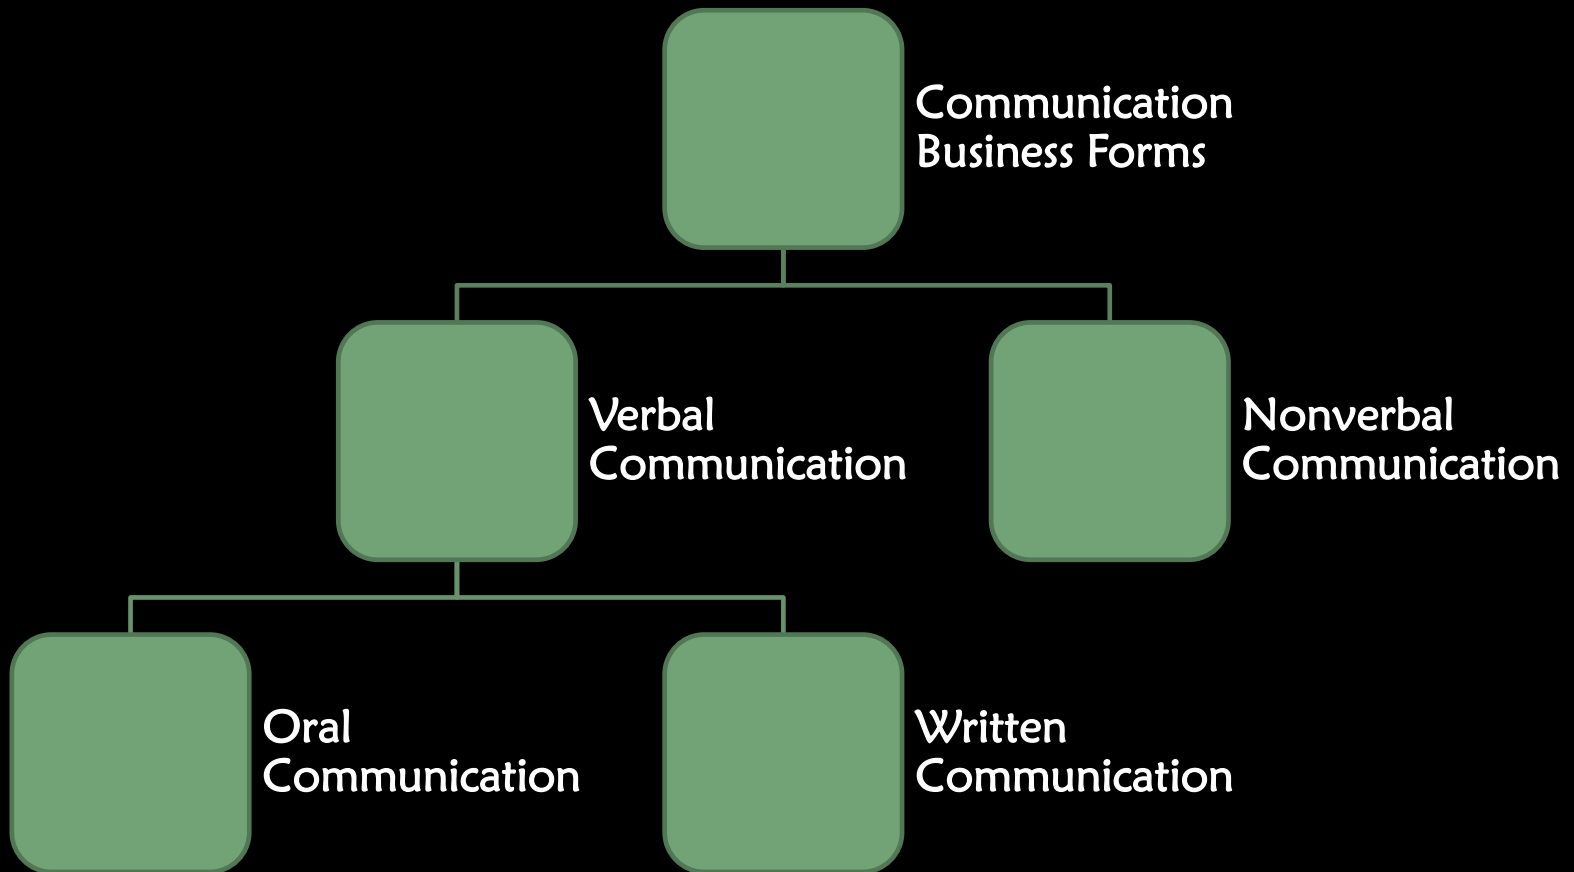 Communication
Business Forms
Verbal
Communication
Nonverbal
Communication
Oral
Communication
Written
Communication